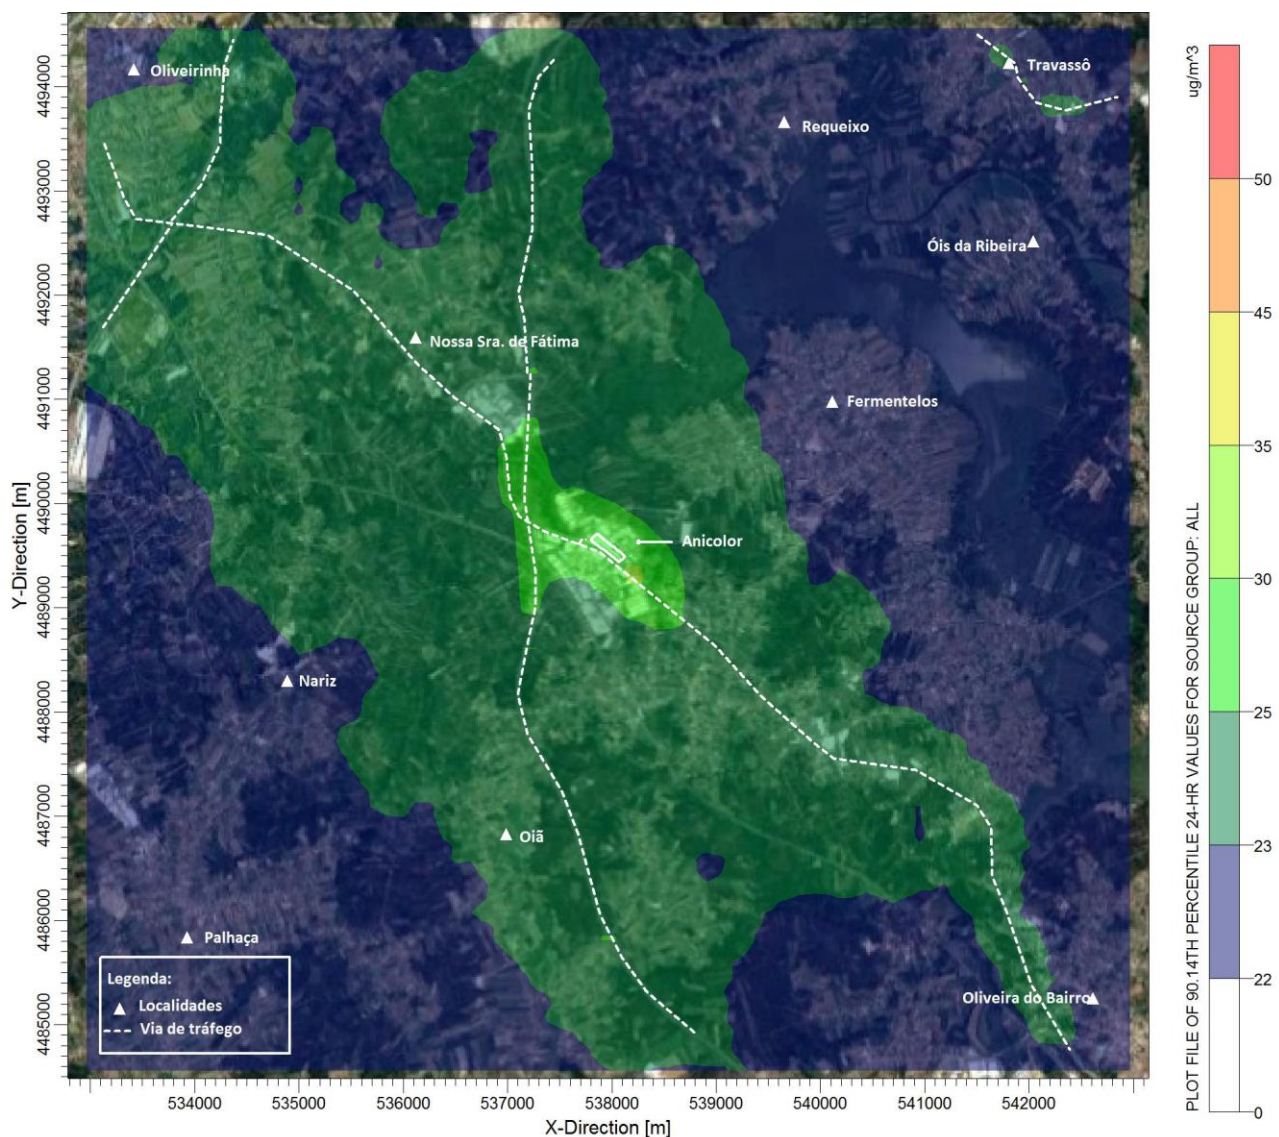 Oliveirinha
Travassô
Requeixo
Óis da Ribeira
Nossa Sra. de Fátima
Fermentelos
Anicolor
Nariz
Oiã
Palhaça
Oliveira do Bairro
Legenda:
Localidades
Via de tráfego
Y-Direction [m]
4494000
4493000
4492000
4491000
4490000
4489000
4488000
4487000
4486000
4485000
534000 535000 536000 537000 538000 539000 540000 541000 542000
X-Direction [m]
PLOT FILE OF 90.14TH PERCENTILE 24-HR VALUES FOR SOURCE GROUP: ALL
ug/m^3
50
45
35
30
25
23
22
0